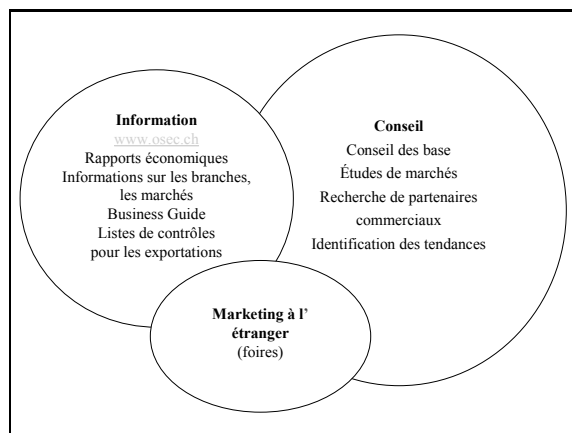 Information
www.osec.ch
Rapports économiques
Informations sur les branches,
les marchés
Business Guide
Listes de contrôles
pour les exportations
Conseil
Conseil des base
Études de marchés
Recherche de partenaires
commerciaux
Identification des tendances
Marketing à l’
étranger
(foires)